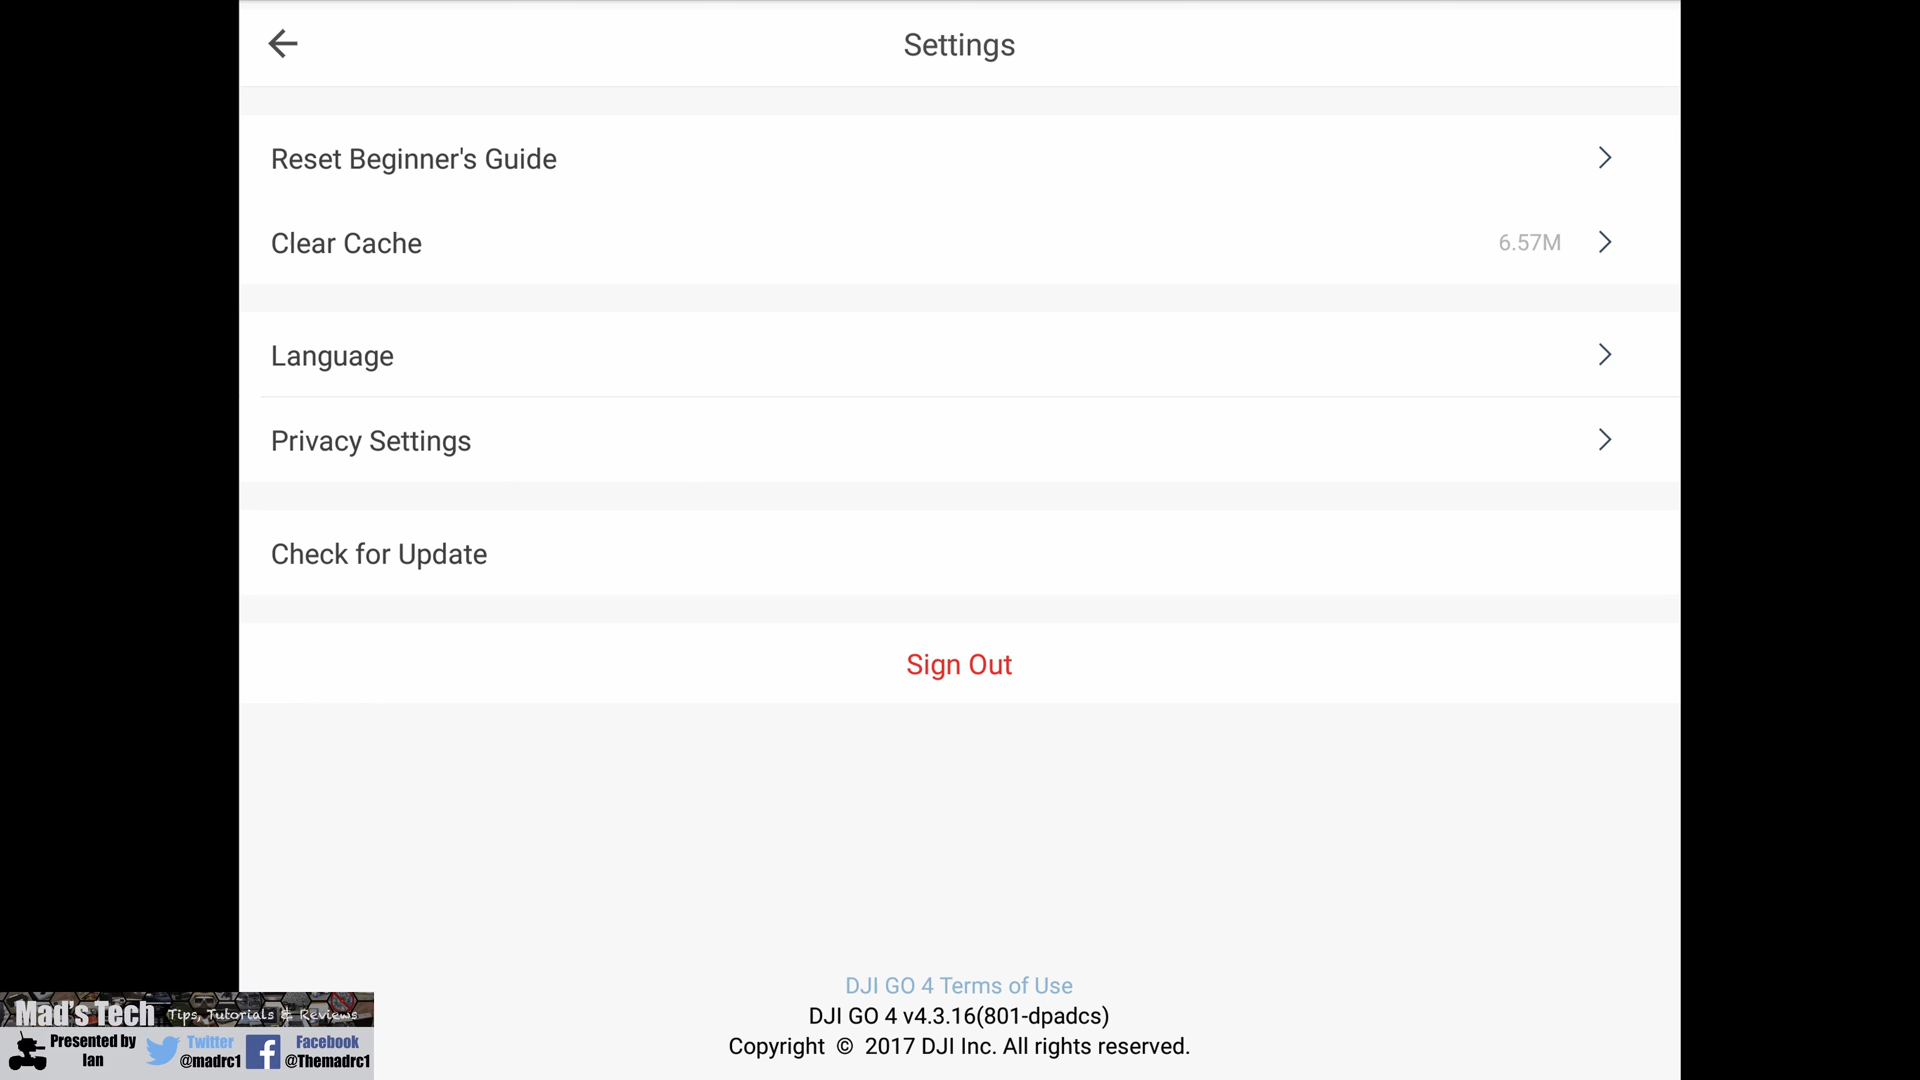 Settings
Reset Beginner's Guide
Clear Cache
6.57M
Language
Privacy Settings
Check for Update
Sign Out
DJI GO 4 Terms of Use
DJI GO 4 v4.3.16(801-dpadcs)
Copyright © 2017 DJI Inc. All rights reserved.
Mad's Tech Tips, Tutorials & Reviews
Presented by
Ian
Twitter
@madrc1
Facebook
@Themadrc1